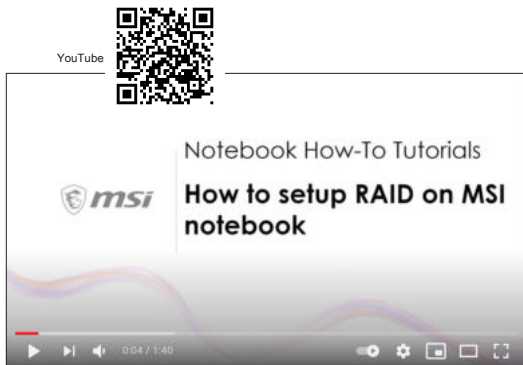 YouTube
Notebook How-To Tutorials
msi
How to setup RAID on MSI
notebook
0:04 / 1:40